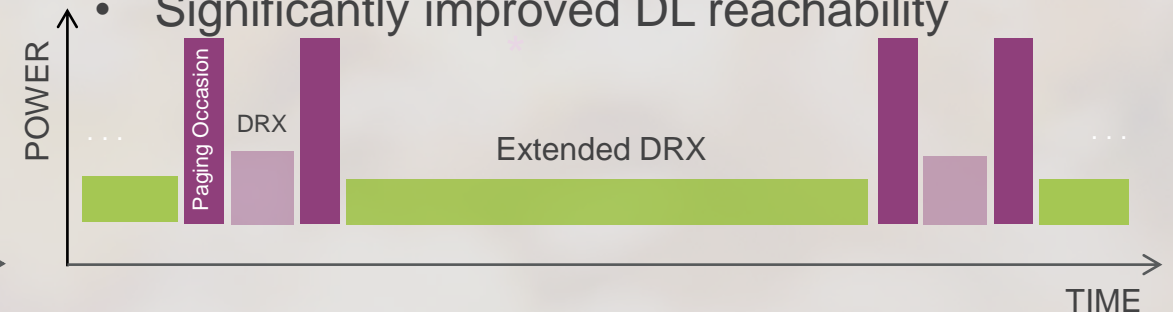 • Significantly improved DL reachability
POWER
Paging Occasion
DRX
Extended DRX
. . .
. . .
TIME